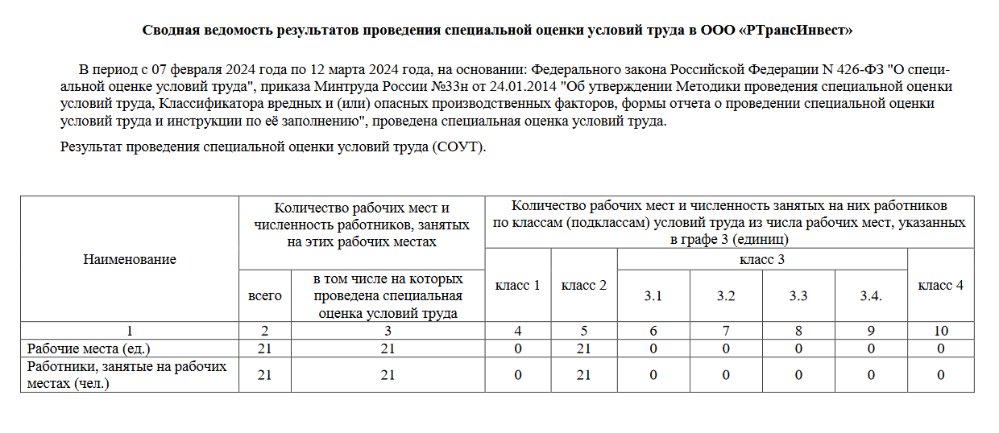 Сводная ведомость результатов проведения специальной оценки условий труда в ООО «РТрансИнвест»
В период с 07 февраля 2024 года по 12 марта 2024 года, на основании: Федерального закона Российской Федерации N 426-ФЗ "О специ-
альной оценке условий труда", приказа Минтруда России №33н от 24.01.2014 "Об утверждении Методики проведения специальной оценки
условий труда, Классификатора вредных и (или) опасных производственных факторов, формы отчета о проведении специальной оценки
условий труда и инструкции по её заполнению", проведена специальная оценка условий труда.
Результат проведения специальной оценки условий труда (СОУТ).
Наименование
Количество рабочих мест и
численность работников, занятых
на этих рабочих местах
Количество рабочих мест и численность занятых на них работников
по классам (подклассам) условий труда из числа рабочих мест, указанных
в графе 3 (единиц)
всего
в том числе на которых
проведена специальная
оценка условий труда
класс 1
класс 2
класс 3
класс 4
3.1
3.2
3.3
3.4.
1 2 3 4 5 6 7 8 9 10
Рабочие места (ед.) 21 21 0 21 0 0 0 0 0
Работники, занятые на рабочих
местах (чел.) 21 21 0 21 0 0 0 0 0